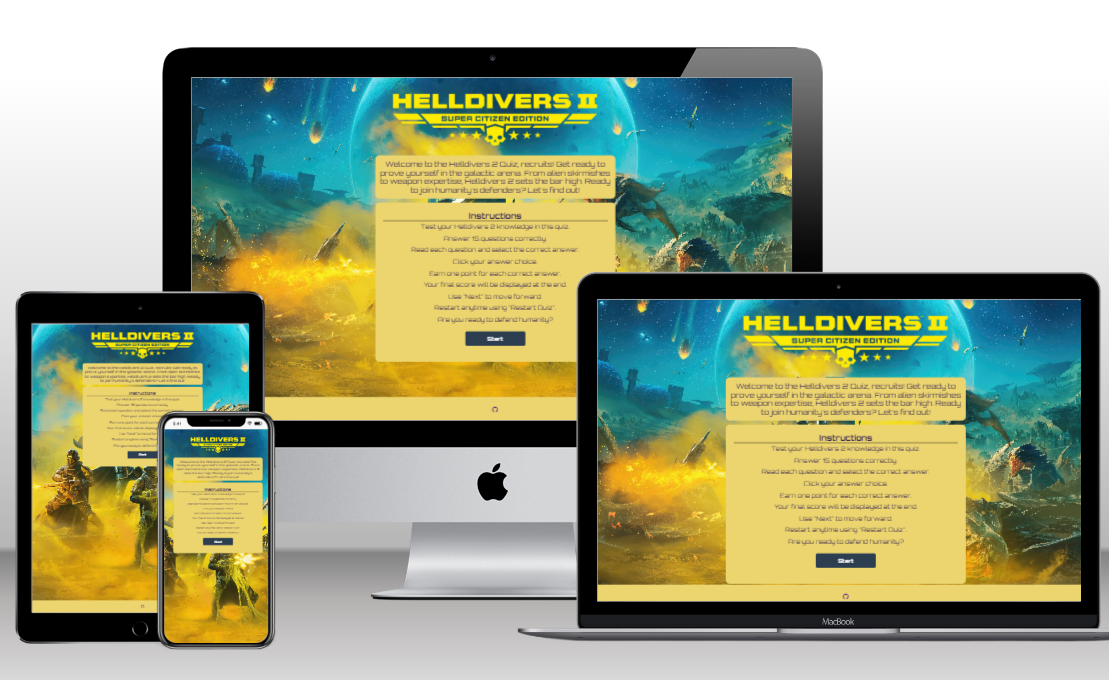 HELLDIVERS II
SUPER CITIZEN EDITION
Welcome to the Helldivers 2 Quiz, recruits! Get ready to
prove yourself in the galactic arena. From alien skirmishes
to weapon expertise, Helldivers 2 sets the bar high. Ready
to join humanity's defenders? Let's find out!
Instructions
Test your Helldivers 2 knowledge in this quiz.
Answer 15 questions correctly.
Read each question and select the correct answer.
Click your answer choice.
Earn one point for each correct answer.
Your final score will be displayed at the end.
Use "Next" to move forward.
Restart anytime using "Restart Quiz".
Are you ready to defend humanity?
Start
HELLDIVERS II
SUPER CITIZEN EDITION
Welcome to the Helldivers 2 Quiz, recruits! Get ready to
prove yourself in the galactic arena. From alien skirmishes
to weapon expertise, Helldivers 2 sets the bar high. Ready
to join humanity's defenders? Let's find out!
Instructions
Test your Helldivers 2 knowledge in this quiz.
Answer 15 questions correctly.
Read each question and select the correct answer.
Click your answer choice.
Earn one point for each correct answer.
Your final score will be displayed at the end.
Use "Next" to move forward.
Restart anytime using "Restart Quiz".
Are you ready to defend humanity?
Start
MacBook
HELLDIVERS II
SUPER CITIZEN EDITION
Instructions
Start
9:41
HELLDIVERS II
Instructions
Start